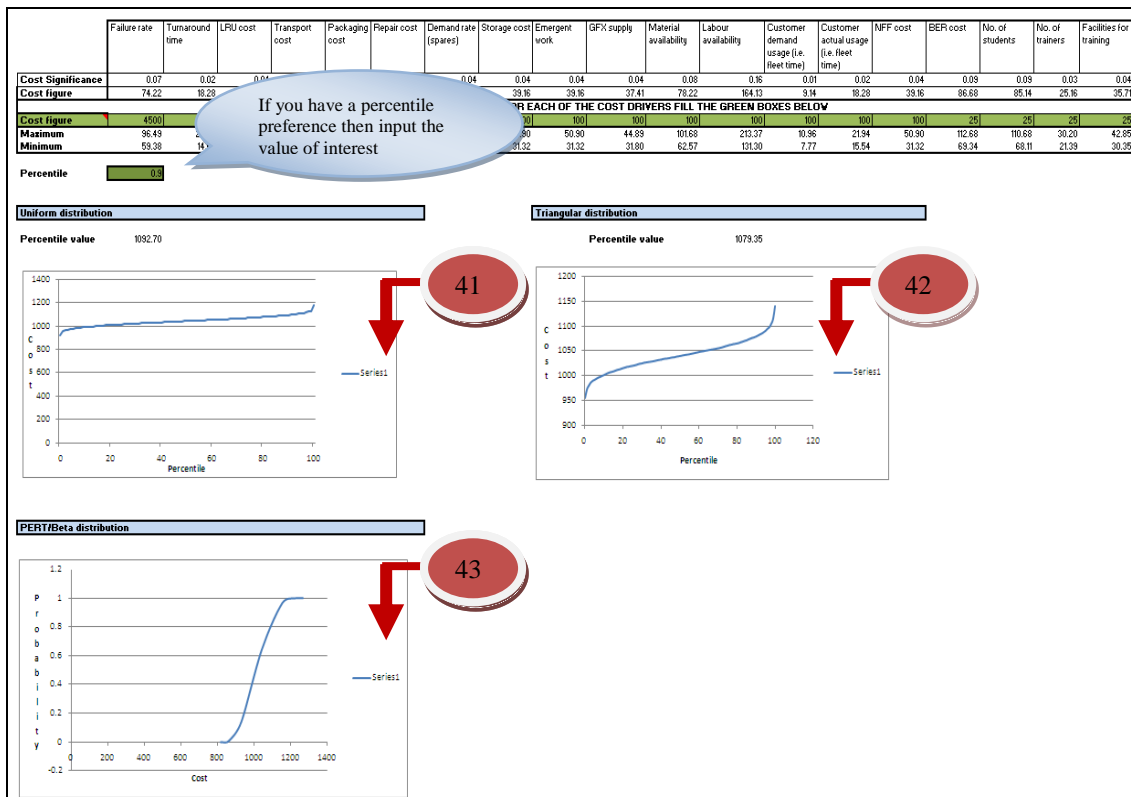 Failure rate Turnaround time LRU cost Transport cost Packaging cost Repair cost Demand rate (spares) Storage cost Emergent work GFX supply Material availability Labour availability Customer demand usage (i.e. fleet time) Customer actual usage (i.e. fleet time) NFF cost BER cost No. of students No. of trainers Facilities for training
Cost Significance 0.07 0.02 0.04 0.04 0.04 0.04 0.08 0.16 0.01 0.02 0.04 0.09 0.09 0.03 0.04
Cost figure 74.22 18.28 39.16 39.16 37.41 78.22 164.13 9.14 18.28 39.16 86.68 85.14 25.16 35.71
EACH OF THE COST DRIVERS FILL THE GREEN BOXES BELOW
Cost figure 4500 100 100 100 100 100 100 100 25 25 25 25
Maximum 96.49 50.90 44.89 101.68 213.37 10.96 21.94 50.90 112.68 110.68 30.20 42.85
Minimum 59.38 31.32 31.80 62.57 131.30 7.77 15.54 31.32 69.34 68.11 21.39 30.35
If you have a percentile
preference then input the
value of interest
Percentile 0.9
Uniform distribution
Percentile value 1092.70
1400
1200
1000
800
600
400
200
0
Cost
0 20 40 60 80 100
Percentile
Series1
41
Triangular distribution
Percentile value 1079.35
1200
1150
1100
1050
1000
950
900
Cost
0 20 40 60 80 100 120
Percentile
Series1
42
PERT/Beta distribution
1.2
1
0.8
0.6
0.4
0.2
0
-0.2
Probability
0 200 400 600 800 1000 1200 1400
Cost
Series1
43